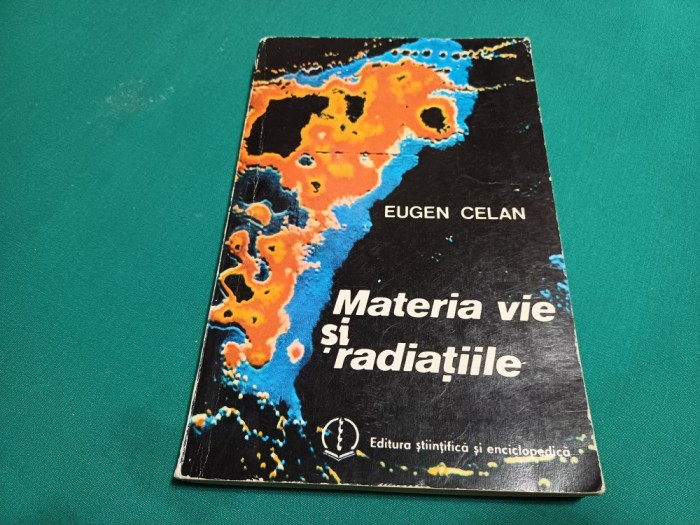 EUGEN CELAN
Materia vie
și
radiațiile
Editura științifică și enciclopedică